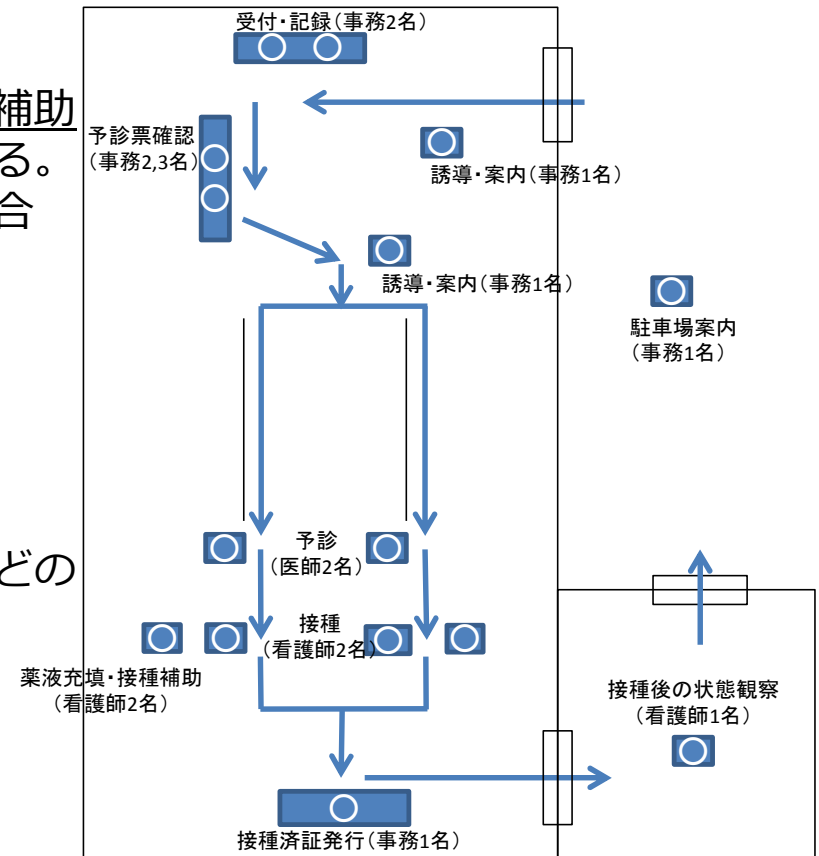 受付・記録(事務2名)
補助
る。
合
予診票確認
(事務2,3名)
誘導・案内(事務1名)
誘導・案内(事務1名)
駐車場案内
(事務1名)
どの
予診
(医師2名)
接種
(看護師2名)
薬液充填・接種補助
(看護師2名)
接種後の状態観察
(看護師1名)
接種済証発行(事務1名)